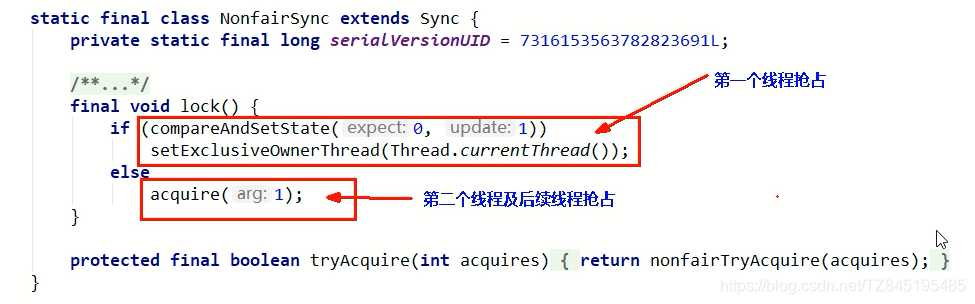 static final class NonfairSync extends Sync {
private static final long serialVersionUID = 7316153563782823691L;
/**...*/
第一个线程抢占
final void lock() {
if (compareAndSetState( expect: 0, update: 1))
setExclusiveOwnerThread(Thread.currentThread());
else
acquire( arg: 1);
第二个线程及后续线程抢占
}
protected final boolean tryAcquire(int acquires) { return nonfairTryAcquire(acquires); }
}
https://blog.csdn.net/TZ845195485